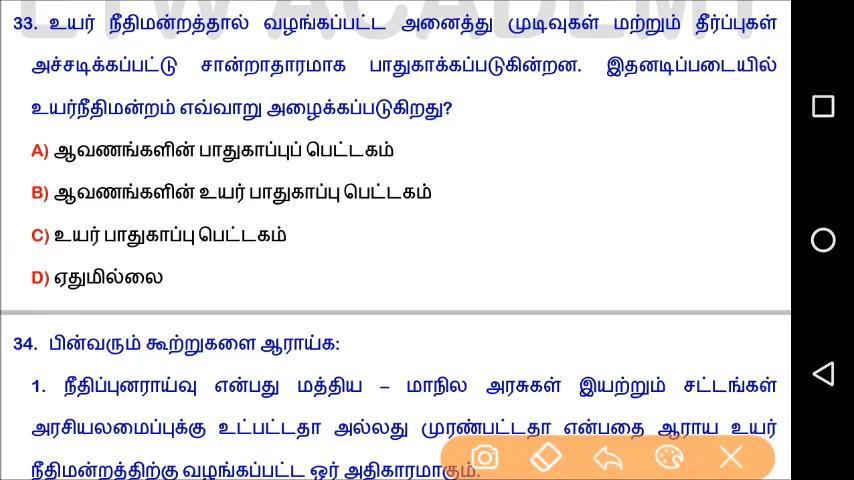 33. உயர் நீதிமன்றத்தால் வழங்கப்பட்ட அனைத்து முடிவுகள் மற்றும் தீர்ப்புகள்
அச்சடிக்கப்பட்டு சான்றாதாரமாக பாதுகாக்கப்படுகின்றன. இதனடிப்படையில்
உயர்நீதிமன்றம் எவ்வாறு அழைக்கப்படுகிறது?
A) ஆவணங்களின் பாதுகாப்புப் பெட்டகம்
B) ஆவணங்களின் உயர் பாதுகாப்பு பெட்டகம்
C) உயர் பாதுகாப்பு பெட்டகம்
D) ஏதுமில்லை
34. பின்வரும் கூற்றுகளை ஆராய்க:
1. நீதிப்புனராய்வு என்பது மத்திய – மாநில அரசுகள் இயற்றும் சட்டங்கள்
அரசியலமைப்புக்கு உட்பட்டதா அல்லது முரண்பட்டதா என்பதை ஆராய உயர்
நீதிமன்றத்திற்கு வழங்கப்பட்ட ஒர் அதிகாரமாகும்.